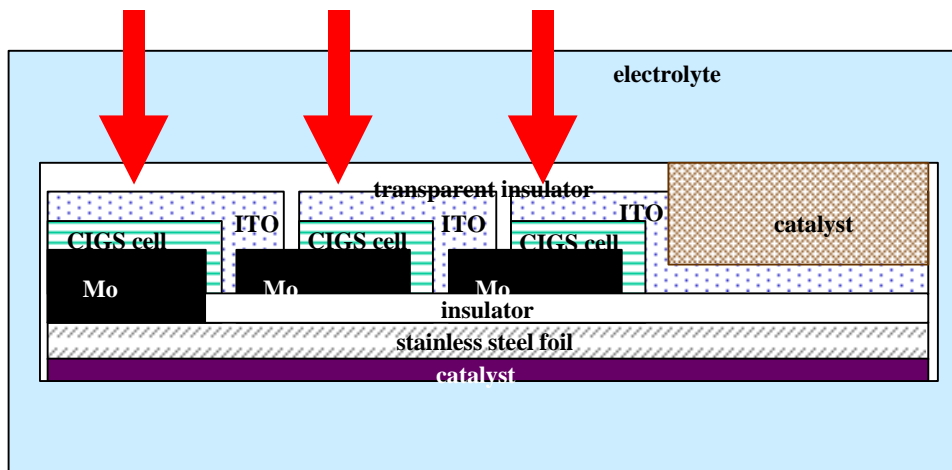 electrolyte
transparent insulator
ITO
ITO
ITO
catalyst
CIGS cell
CIGS cell
CIGS cell
Mo
Mo
Mo
insulator
stainless steel foil
catalyst